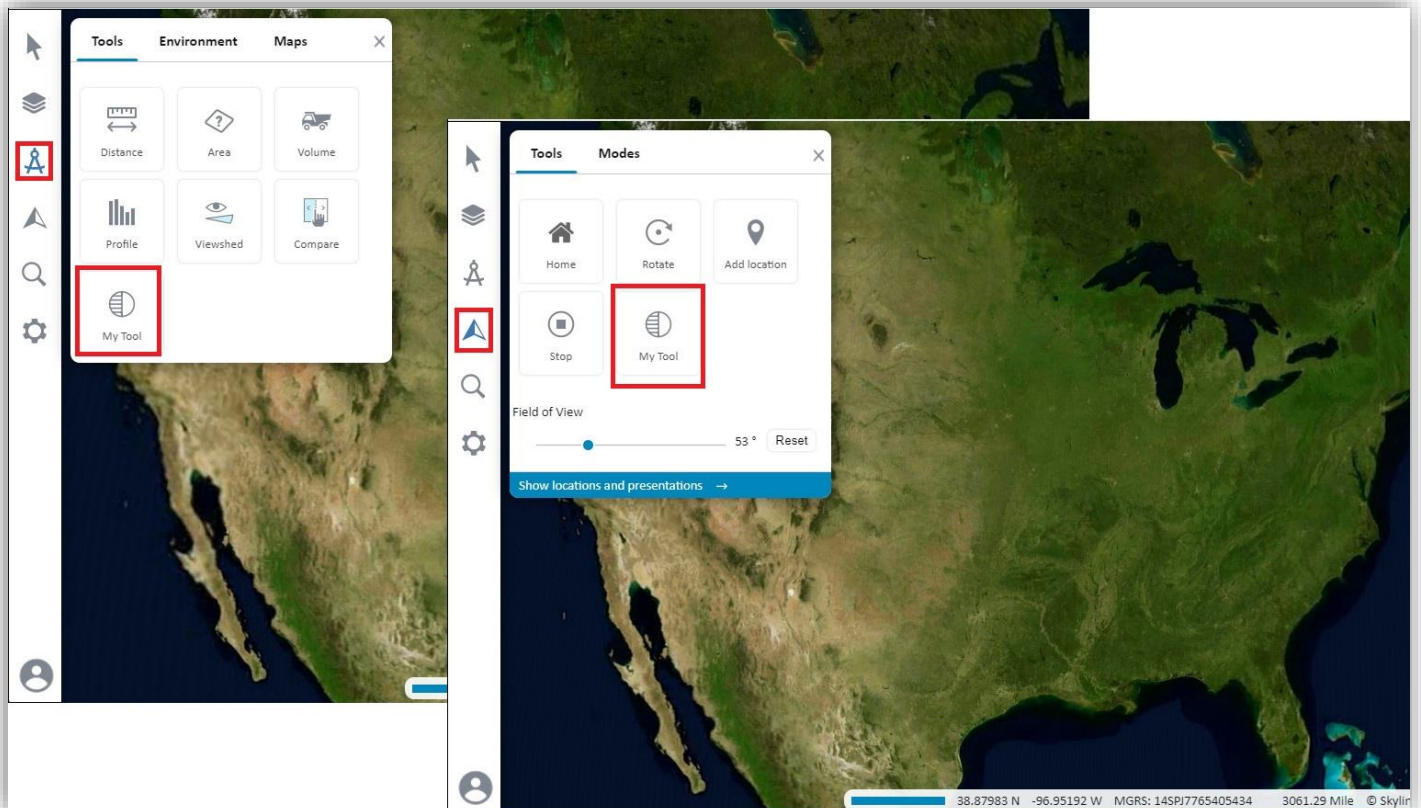 Tools Environment Maps
Distance Area Volume
Profile Viewshed Compare
My Tool
Tools Modes
Home Rotate Add location
Stop My Tool
Field of View
53 ° Reset
Show locations and presentations →
38.87983 N -96.95192 W MGRS: 14SPJ7765405434 3061.29 Mile © Skylin